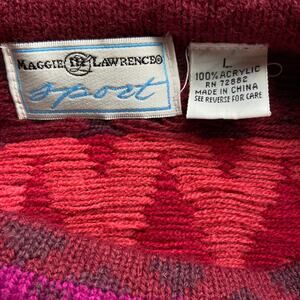 MAGGIE LAWRENCE®
sport
L
100% ACRYLIC
RN 72882
MADE IN CHINA
SEE REVERSE FOR CARE